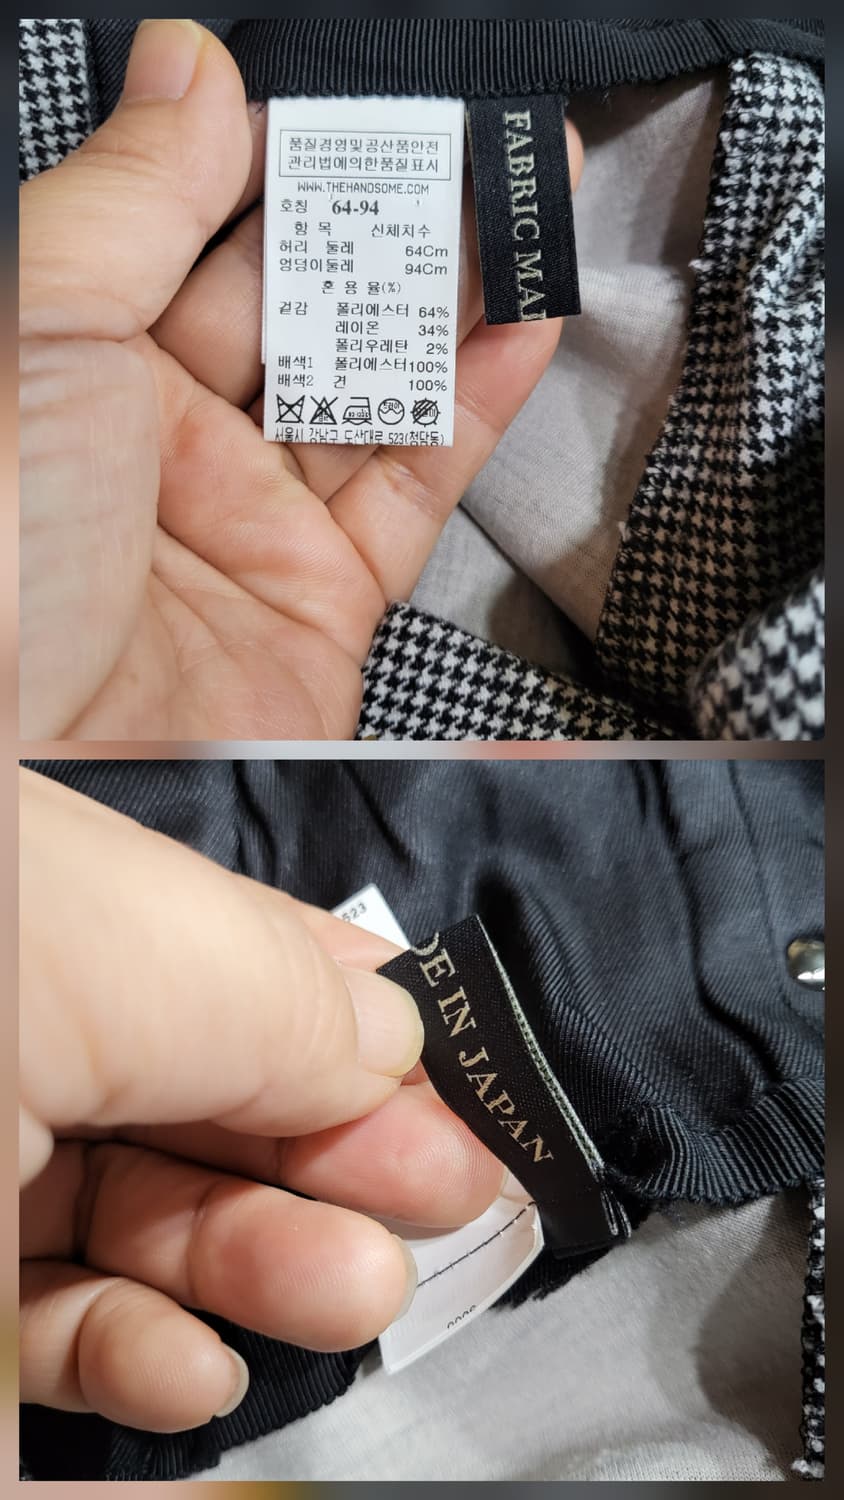 품질경영및공산품안전
관리법에의한품질표시
WWW.THEHANDSOME.COM
호칭 64-94
항 목 신체치수
허리 둘레 64Cm
엉덩이둘레 94Cm
혼 용 율(%)
겉감 폴리에스터 64%
레이온 34%
폴리우레탄 2%
배색1 폴리에스터100%
배색2 견 100%
서울시 강남구 도산대로 523(청담동)
FABRIC MA
523
DE IN JAPAN